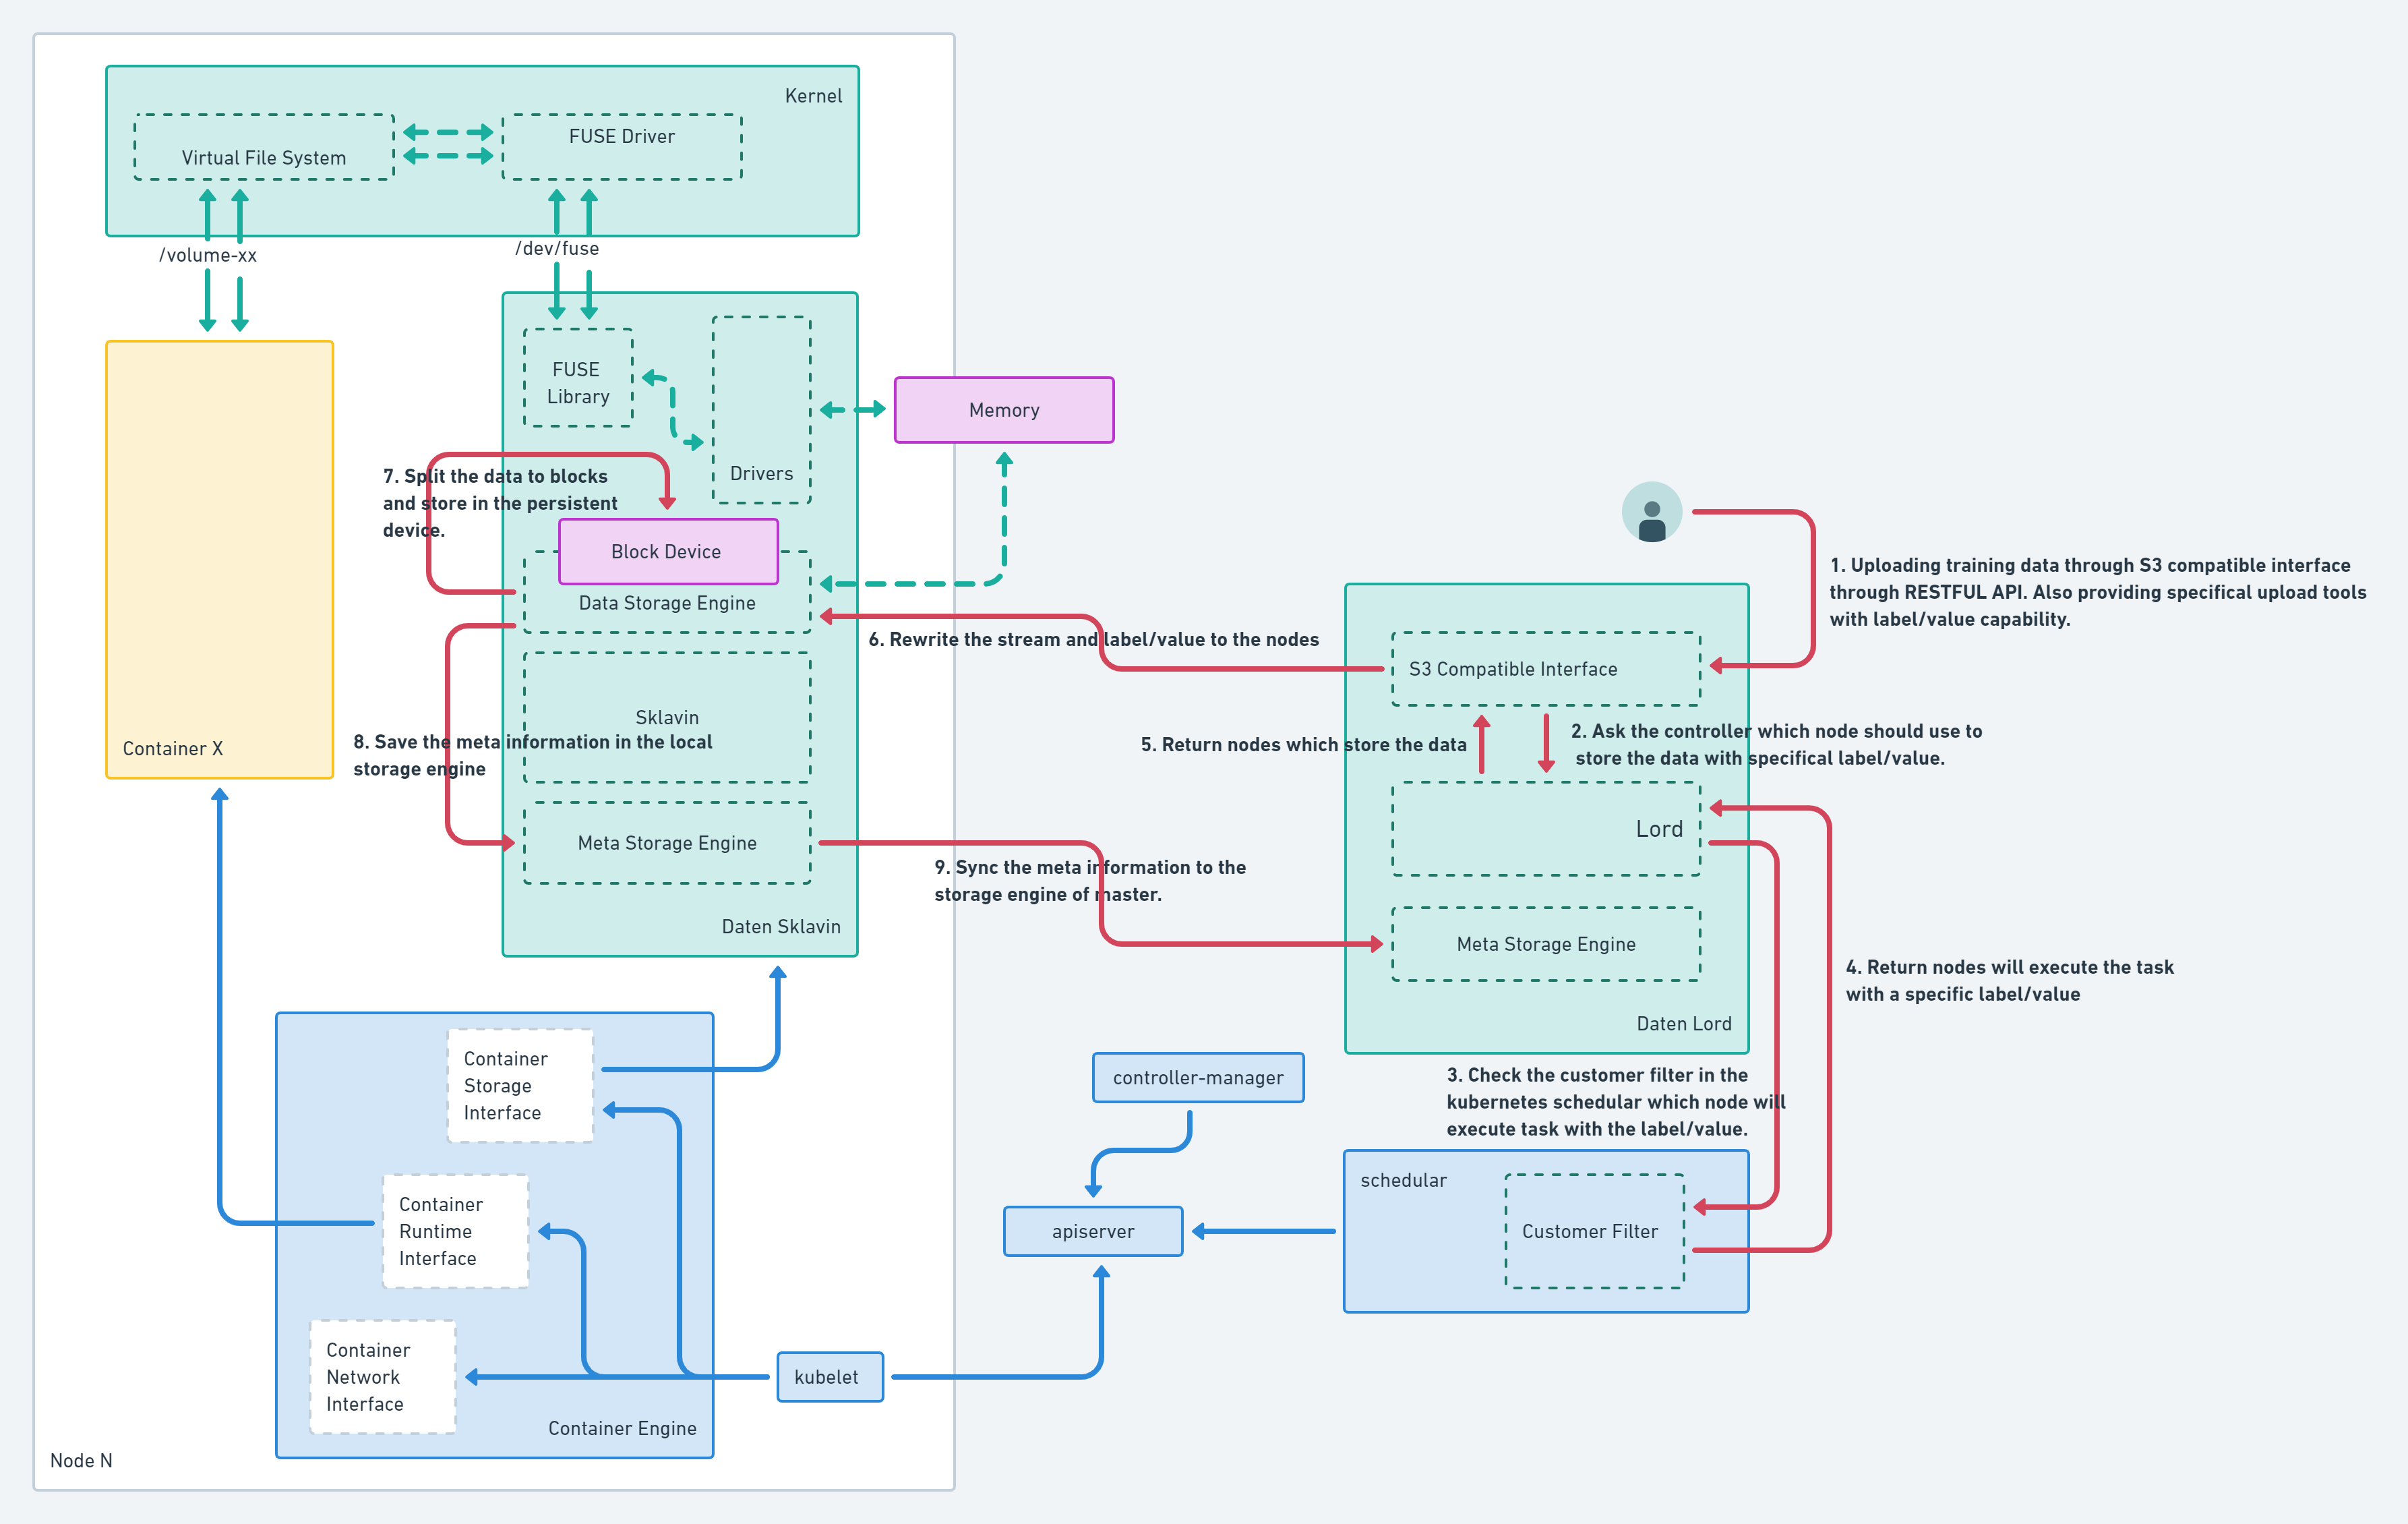 Kernel
Virtual File System
FUSE Driver
/volume-xx
/dev/fuse
FUSE
Library
Drivers
Memory
7. Split the data to blocks
and store in the persistent
device.
Block Device
Data Storage Engine
1. Uploading training data through S3 compatible interface
through RESTFUL API. Also providing specifical upload tools
with label/value capability.
6. Rewrite the stream and label/value to the nodes
S3 Compatible Interface
Sklavin
Container X
8. Save the meta information in the local
storage engine
5. Return nodes which store the data
2. Ask the controller which node should use to
store the data with specifical label/value.
Lord
Meta Storage Engine
9. Sync the meta information to the
storage engine of master.
Daten Sklavin
Meta Storage Engine
4. Return nodes will execute the task
with a specific label/value
Daten Lord
Container
Storage
Interface
controller-manager
3. Check the customer filter in the
kubernetes schedular which node will
execute task with the label/value.
schedular
Container
Runtime
Interface
apiserver
Customer Filter
Container
Network
Interface
kubelet
Container Engine
Node N